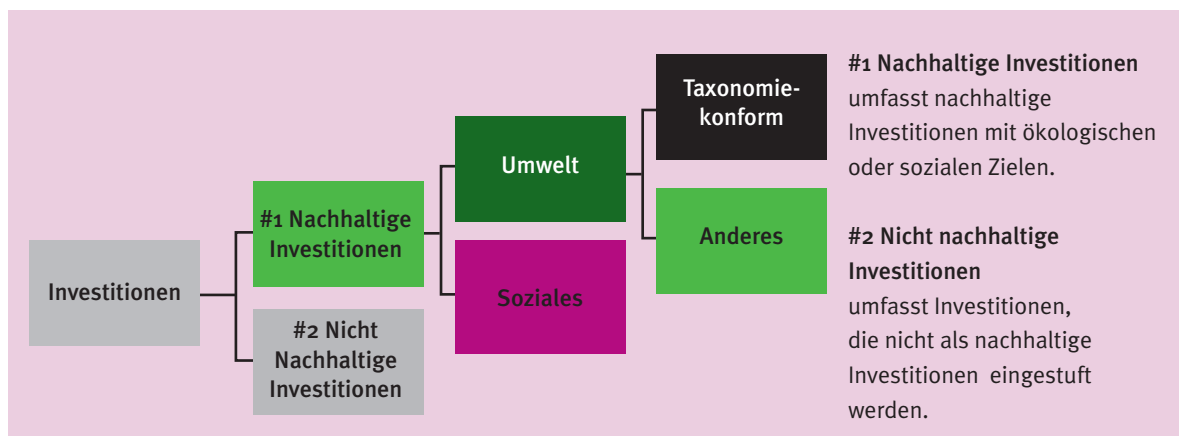 Investitionen
#1 Nachhaltige
Investitionen
#2 Nicht
Nachhaltige
Investitionen
Umwelt
Soziales
Taxonomie-
konform
Anderes
#1 Nachhaltige Investitionen
umfasst nachhaltige
Investitionen mit ökologischen
oder sozialen Zielen.
#2 Nicht nachhaltige
Investitionen
umfasst Investitionen,
die nicht als nachhaltige
Investitionen eingestuft
werden.